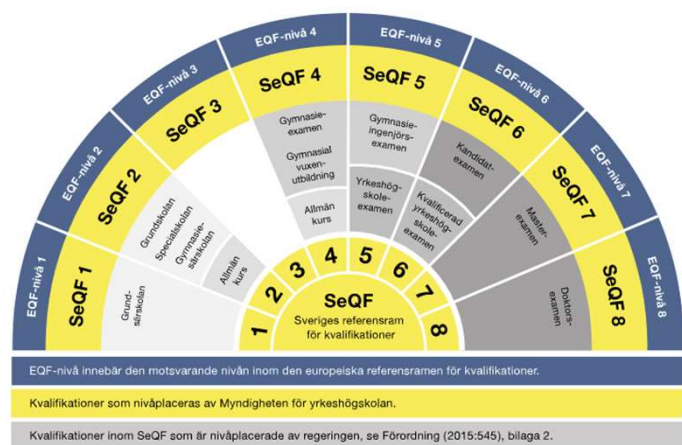 EQF-nivå 1
EQF-nivå 2
EQF-nivå 3
EQF-nivå 4
EQF-nivå 5
EQF-nivå 6
EQF-nivå 7
EQF-nivå 8
SeQF 1
SeQF 2
SeQF 3
SeQF 4
SeQF 5
SeQF 6
SeQF 7
SeQF 8
Grund-
särskolan
Grundskolan
Specialskolan
Gymnasie-
särskolan
Allmän
kurs
Gymnasie-
examen
Gymnasial
vuxen-
utbildning
Allmän
kurs
Gymnasie-
ingenjörs-
examen
Yrkeshög-
skole-
examen
Kandidat-
examen
Kvalificerad
yrkeshög-
skole-
examen
Master-
examen
Doktors-
examen
1
2
3
4
5
6
7
8
SeQF
Sveriges referensram
för kvalifikationer
EQF-nivå innebär den motsvarande nivån inom den europeiska referensramen för kvalifikationer.
Kvalifikationer som nivåplaceras av Myndigheten för yrkeshögskolan.
Kvalifikationer inom SeQF som är nivåplacerade av regeringen, se Förordning (2015:545), bilaga 2.